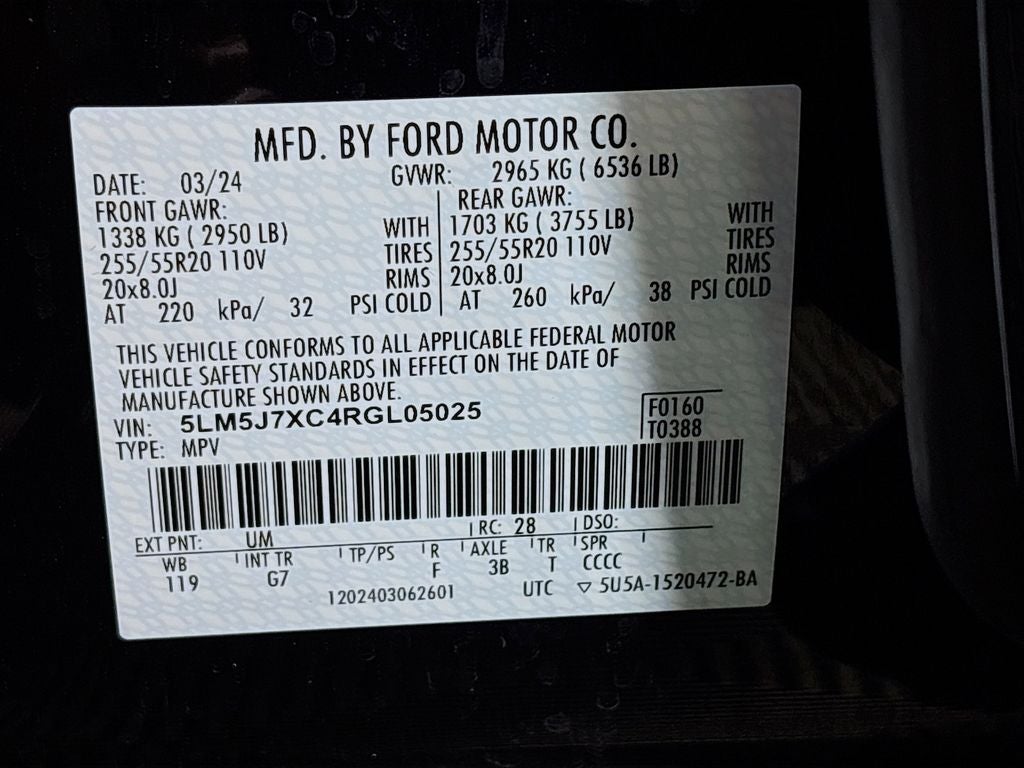 MFD. BY FORD MOTOR CO.
DATE: 03/24 GVWR: 2965 KG ( 6536 LB)
FRONT GAWR: REAR GAWR:
1338 KG ( 2950 LB) WITH 1703 KG ( 3755 LB) WITH
255/55R20 110V TIRES 255/55R20 110V TIRES
20x8.0J RIMS 20x8.0J RIMS
AT 220 kPa/ 32 PSI COLD AT 260 kPa/ 38 PSI COLD
THIS VEHICLE CONFORMS TO ALL APPLICABLE FEDERAL MOTOR
VEHICLE SAFETY STANDARDS IN EFFECT ON THE DATE OF
MANUFACTURE SHOWN ABOVE.
VIN: 5LM5J7XC4RGL05025 F0160
TYPE: MPV T0388
EXT PNT: UM RC: 28 DSO:
WB INT TR TP/PS R AXLE TR SPR
119 G7 F 3B T CCCC
1202403062601 UTC ▽ 5U5A-1520472-BA